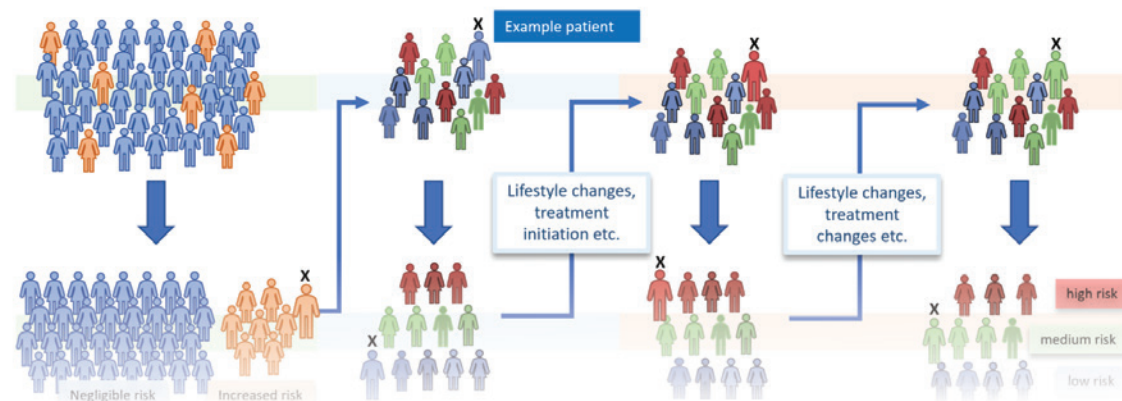 X
Example patient
X
X
Lifestyle changes,
treatment
initiation etc.
Lifestyle changes,
treatment
changes etc.
X
X
X
X
high risk
medium risk
low risk
Negligible risk
Increased risk